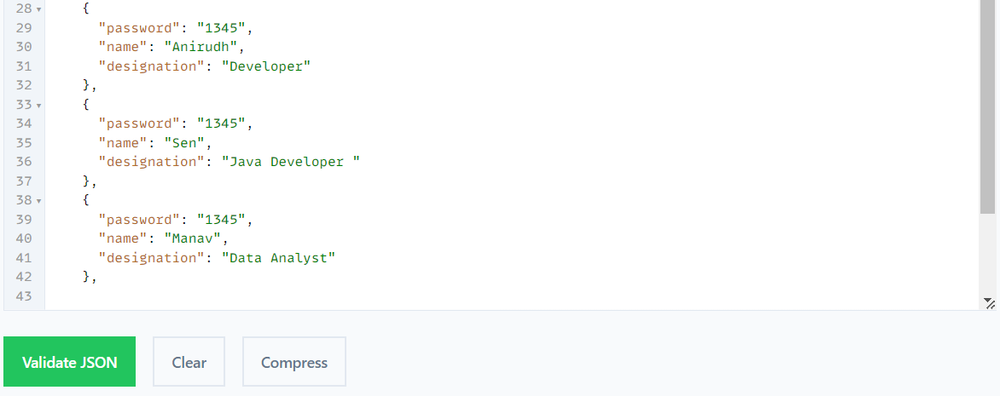 28 {
29 "password": "1345",
30 "name": "Anirudh",
31 "designation": "Developer"
32 },
33 {
34 "password": "1345",
35 "name": "Sen",
36 "designation": "Java Developer "
37 },
38 {
39 "password": "1345",
40 "name": "Manav",
41 "designation": "Data Analyst"
42 },
43
Validate JSON Clear Compress